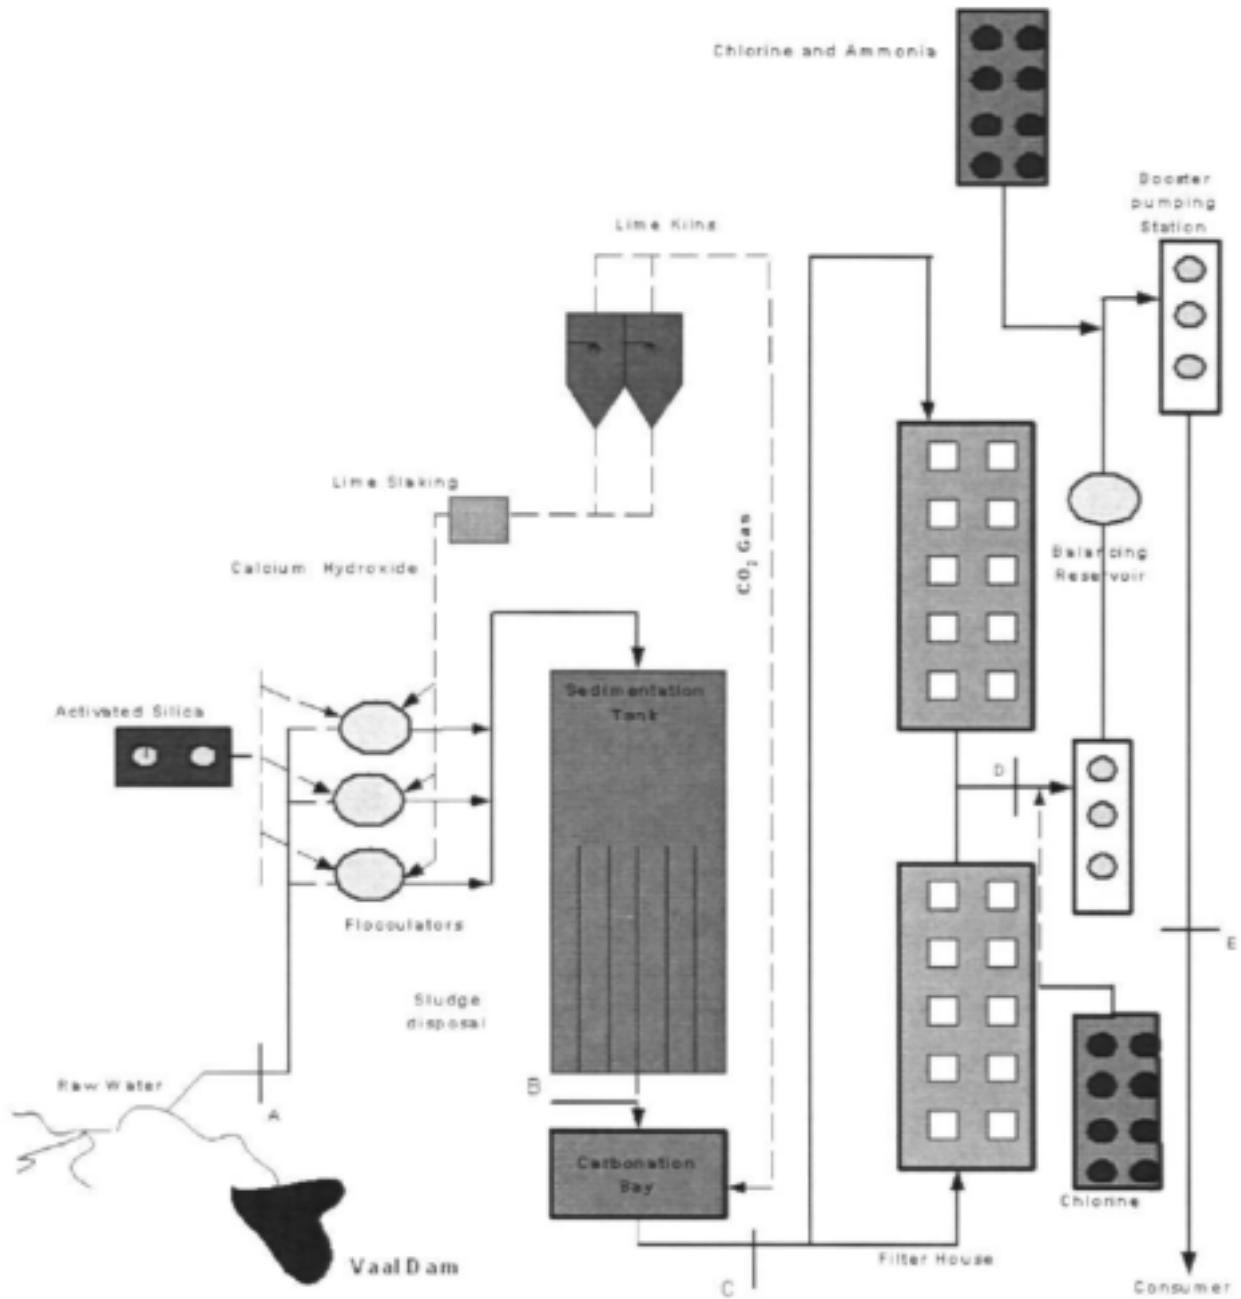 Chlorine and Ammonia
Booster
pumping
Station
Lime Kilns
Lime Slaking
Calcium Hydroxide
CO2 Gas
Balancing
Reservoir
Activated Silica
Sedimentation
Tank
D
Flocculators
E
Sludge
disposal
Raw Water
A
B
Carbonation
Bay
Chlorine
Vaal Dam
C
Filter House
Consumer